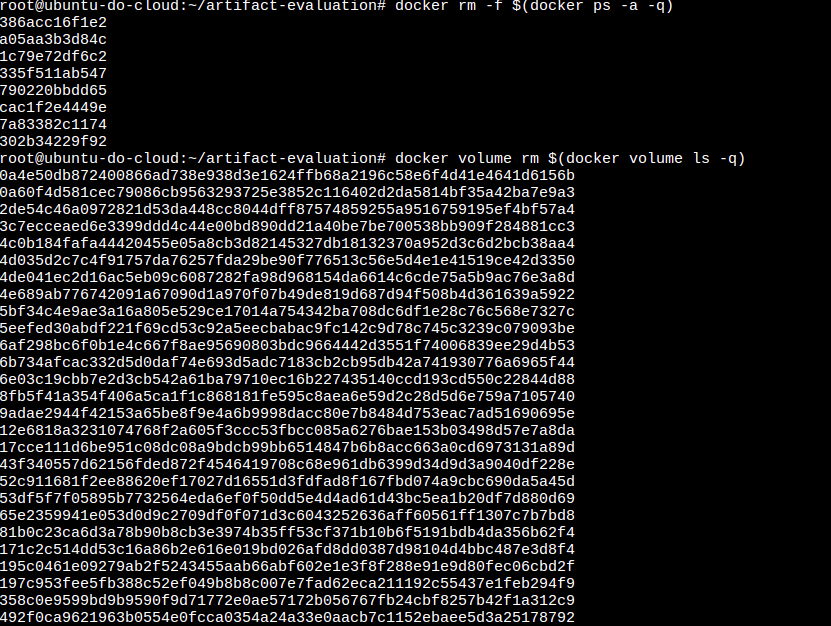 root@ubuntu-do-cloud:~/artifact-evaluation# docker rm -f $(docker ps -a -q)
386acc16f1e2
a05aa3b3d84c
1c79e72df6c2
335f511ab547
790220bbdd65
cac1f2e4449e
7a83382c1174
302b34229f92
root@ubuntu-do-cloud:~/artifact-evaluation# docker volume rm $(docker volume ls -q)
0a4e50db872400866ad738e938d3e1624ffb68a2196c58e6f4d41e4641d6156b
0a60f4d581cec79086cb9563293725e3852c116402d2da5814bf35a42ba7e9a3
2de54c46a0972821d53da448cc8044dff87574859255a9516759195ef4bf57a4
3c7ecceaed6e3399ddd4c44e00bd890dd21a40be7be700538bb909f284881cc3
4c0b184fafa44420455e05a8cb3d82145327db18132370a952d3c6d2bcb38aa4
4d035d2c7c4f91757da76257fda29be90f776513c56e5d4e1e41519ce42d3350
4de041ec2d16ac5eb09c6087282fa98d968154da6614c6cde75a5b9ac76e3a8d
4e689ab776742091a67090d1a970f07b49de819d687d94f508b4d361639a5922
5bf34c4e9ae3a16a805e529ce17014a754342ba708dc6df1e28c76c568e7327c
5eefed30abdf221f69cd53c92a5eecbabac9fc142c9d78c745c3239c079093be
6af298bc6f0b1e4c667f8ae95690803bdc9664442d3551f74006839ee29d4b53
6b734afcac332d5d0daf74e693d5adc7183cb2cb95db42a741930776a6965f44
6e03c19cbb7e2d3cb542a61ba79710ec16b227435140ccd193cd550c22844d88
8fb5f41a354f406a5ca1f1c868181fe595c8aea6e59d2c28d5d6e759a7105740
9adae2944f42153a65be8f9e4a6b9998dacc80e7b8484d753eac7ad51690695e
12e6818a3231074768f2a605f3ccc53fbcc085a6276bae153b03498d57e7a8da
17cce111d6be951c08dc08a9bdcb99bb6514847b6b8acc663a0cd6973131a89d
43f340557d62156fded872f4546419708c68e961db6399d34d9d3a9040df228e
52c911681f2ee88620ef17027d16551d3fdfad8f167fbd074a9cbc690da5a45d
53df5f7f05895b7732564eda6ef0f50dd5e4d4ad61d43bc5ea1b20df7d880d69
65e2359941e053d0d9c2709df0f071d3c6043252636aff60561ff1307c7b7bd8
81b0c23ca6d3a78b90b8cb3e3974b35ff53cf371b10b6f5191bdb4da356b62f4
171c2c514dd53c16a86b2e616e019bd026afd8dd0387d98104d4bbc487e3d8f4
195c0461e09279ab2f5243455aab66abf602e1e3f8f288e91e9d80fec06cbd2f
197c953fee5fb388c52ef049b8b8c007e7fad62eca211192c55437e1feb294f9
358c0e9599bd9b9590f9d71772e0ae57172b056767fb24cbf8257b42f1a312c9
492f0ca9621963b0554e0fcca0354a24a33e0aacb7c1152ebaee5d3a25178792